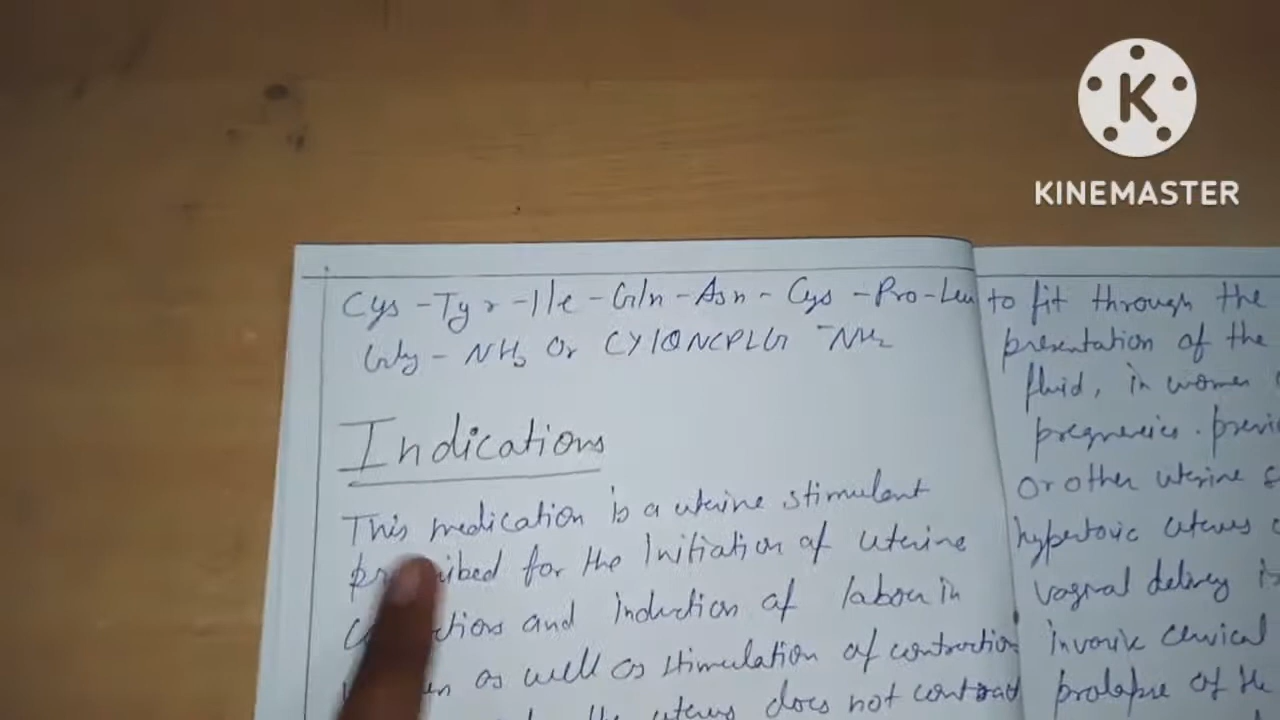 K
KINEMASTER
Cys - Tyr - Ile - Gln - Asn - Cys - Pro - Leu
Gly - NH2 Or CYIQNCPLG -NH2
Indications
This medication is a uterine stimulant
for the Initiation of uterine
and induction of labour in
as well as stimulation of contraction
the uterus does not contract
to fit through the
presentation of the
fluid, in women
pregnancies. previ
or other uterine
hypertonic uterus
vaginal delivery
cervical
prolapse of the